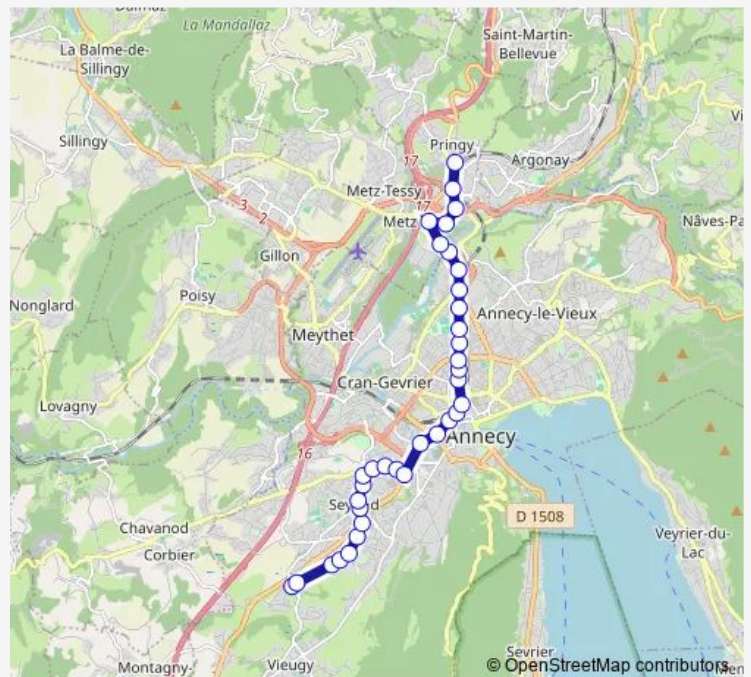 Dalmaz
La Mandallaz
La Balme-de-
Sillingy
Saint-Martin-
Bellevue
Sillingy
17
Pringy
Argonay
Metz-Tessy
3
2
17
Metz
Nâves-Pa
Gillon
Poisy
Nonglard
Annecy-le-Vieux
Meythet
Cran-Gevrier
Lovagny
Annecy
16
Seynod
D 1508
Chavanod
Corbier
Veyrier-du-
Lac
Montagny-
Vieugy
Sevrier
© OpenStreetMap contributors